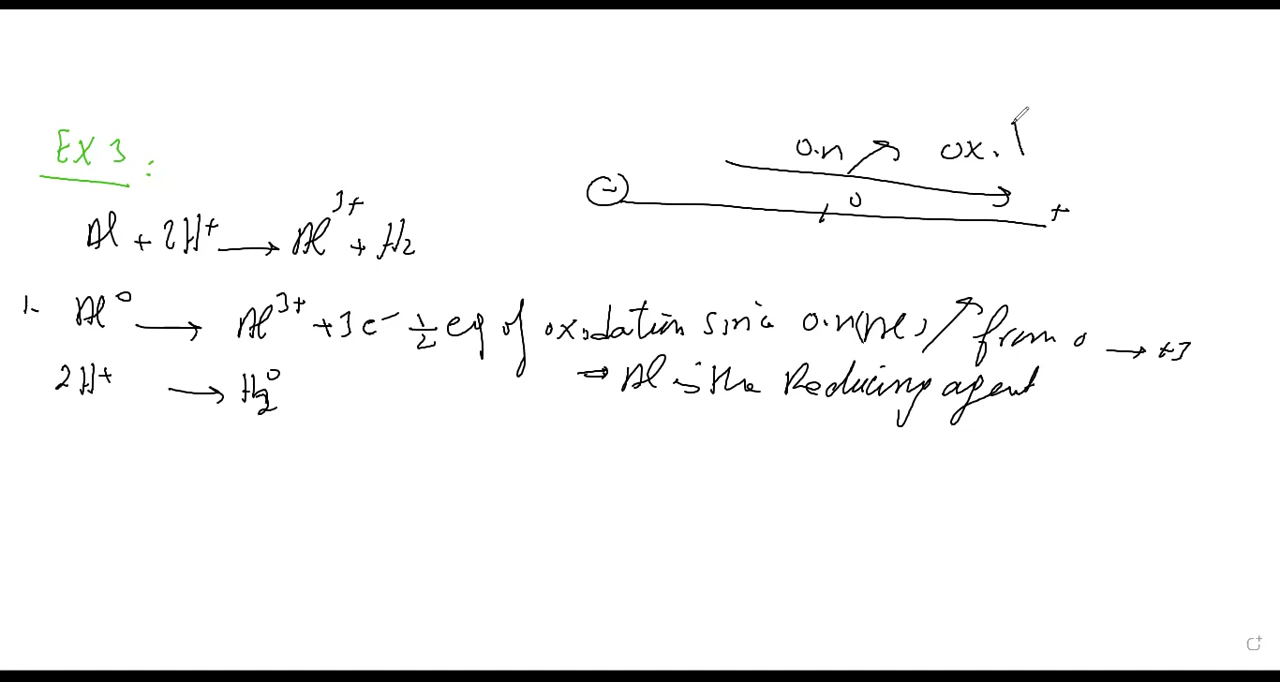 EX 3 :
o.n ↗ ox.
⊖ 0 +
Al + 2H⁺ → Al³⁺ + H₂
1- Al⁰ → Al³⁺ + 3e⁻ ½ eq of oxidation sinc o.n(Al) ↗ from 0 → +3
2H⁺ → H₂⁰ ⇒ Al is the Reducing agent